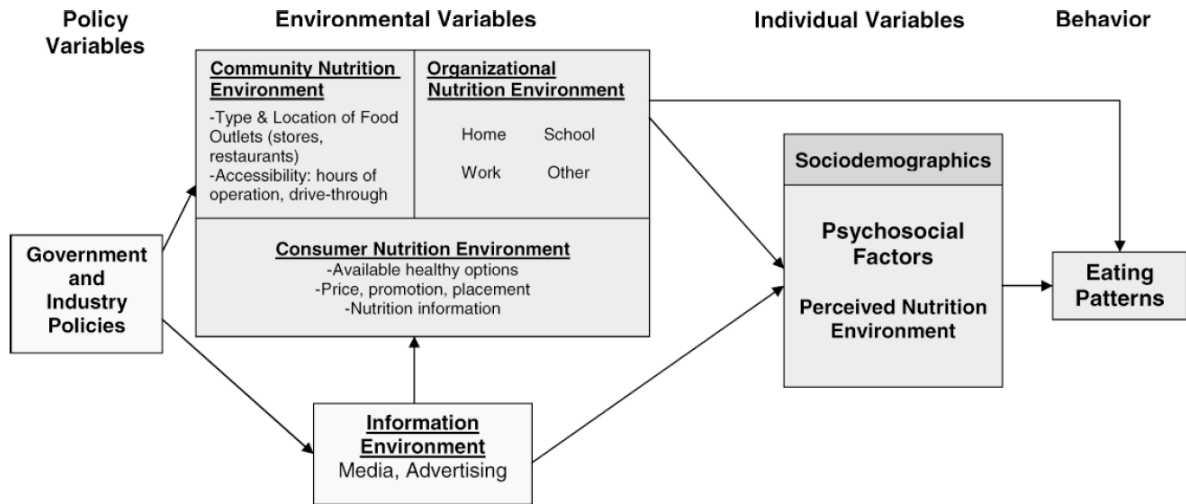 Policy
Variables
Environmental Variables
Individual Variables
Behavior
Community Nutrition
Environment
-Type & Location of Food
Outlets (stores,
restaurants)
-Accessibility: hours of
operation, drive-through
Organizational
Nutrition Environment
Home School
Work Other
Consumer Nutrition Environment
-Available healthy options
-Price, promotion, placement
-Nutrition information
Government
and
Industry
Policies
Information
Environment
Media, Advertising
Sociodemographics
Psychosocial
Factors
Perceived Nutrition
Environment
Eating
Patterns